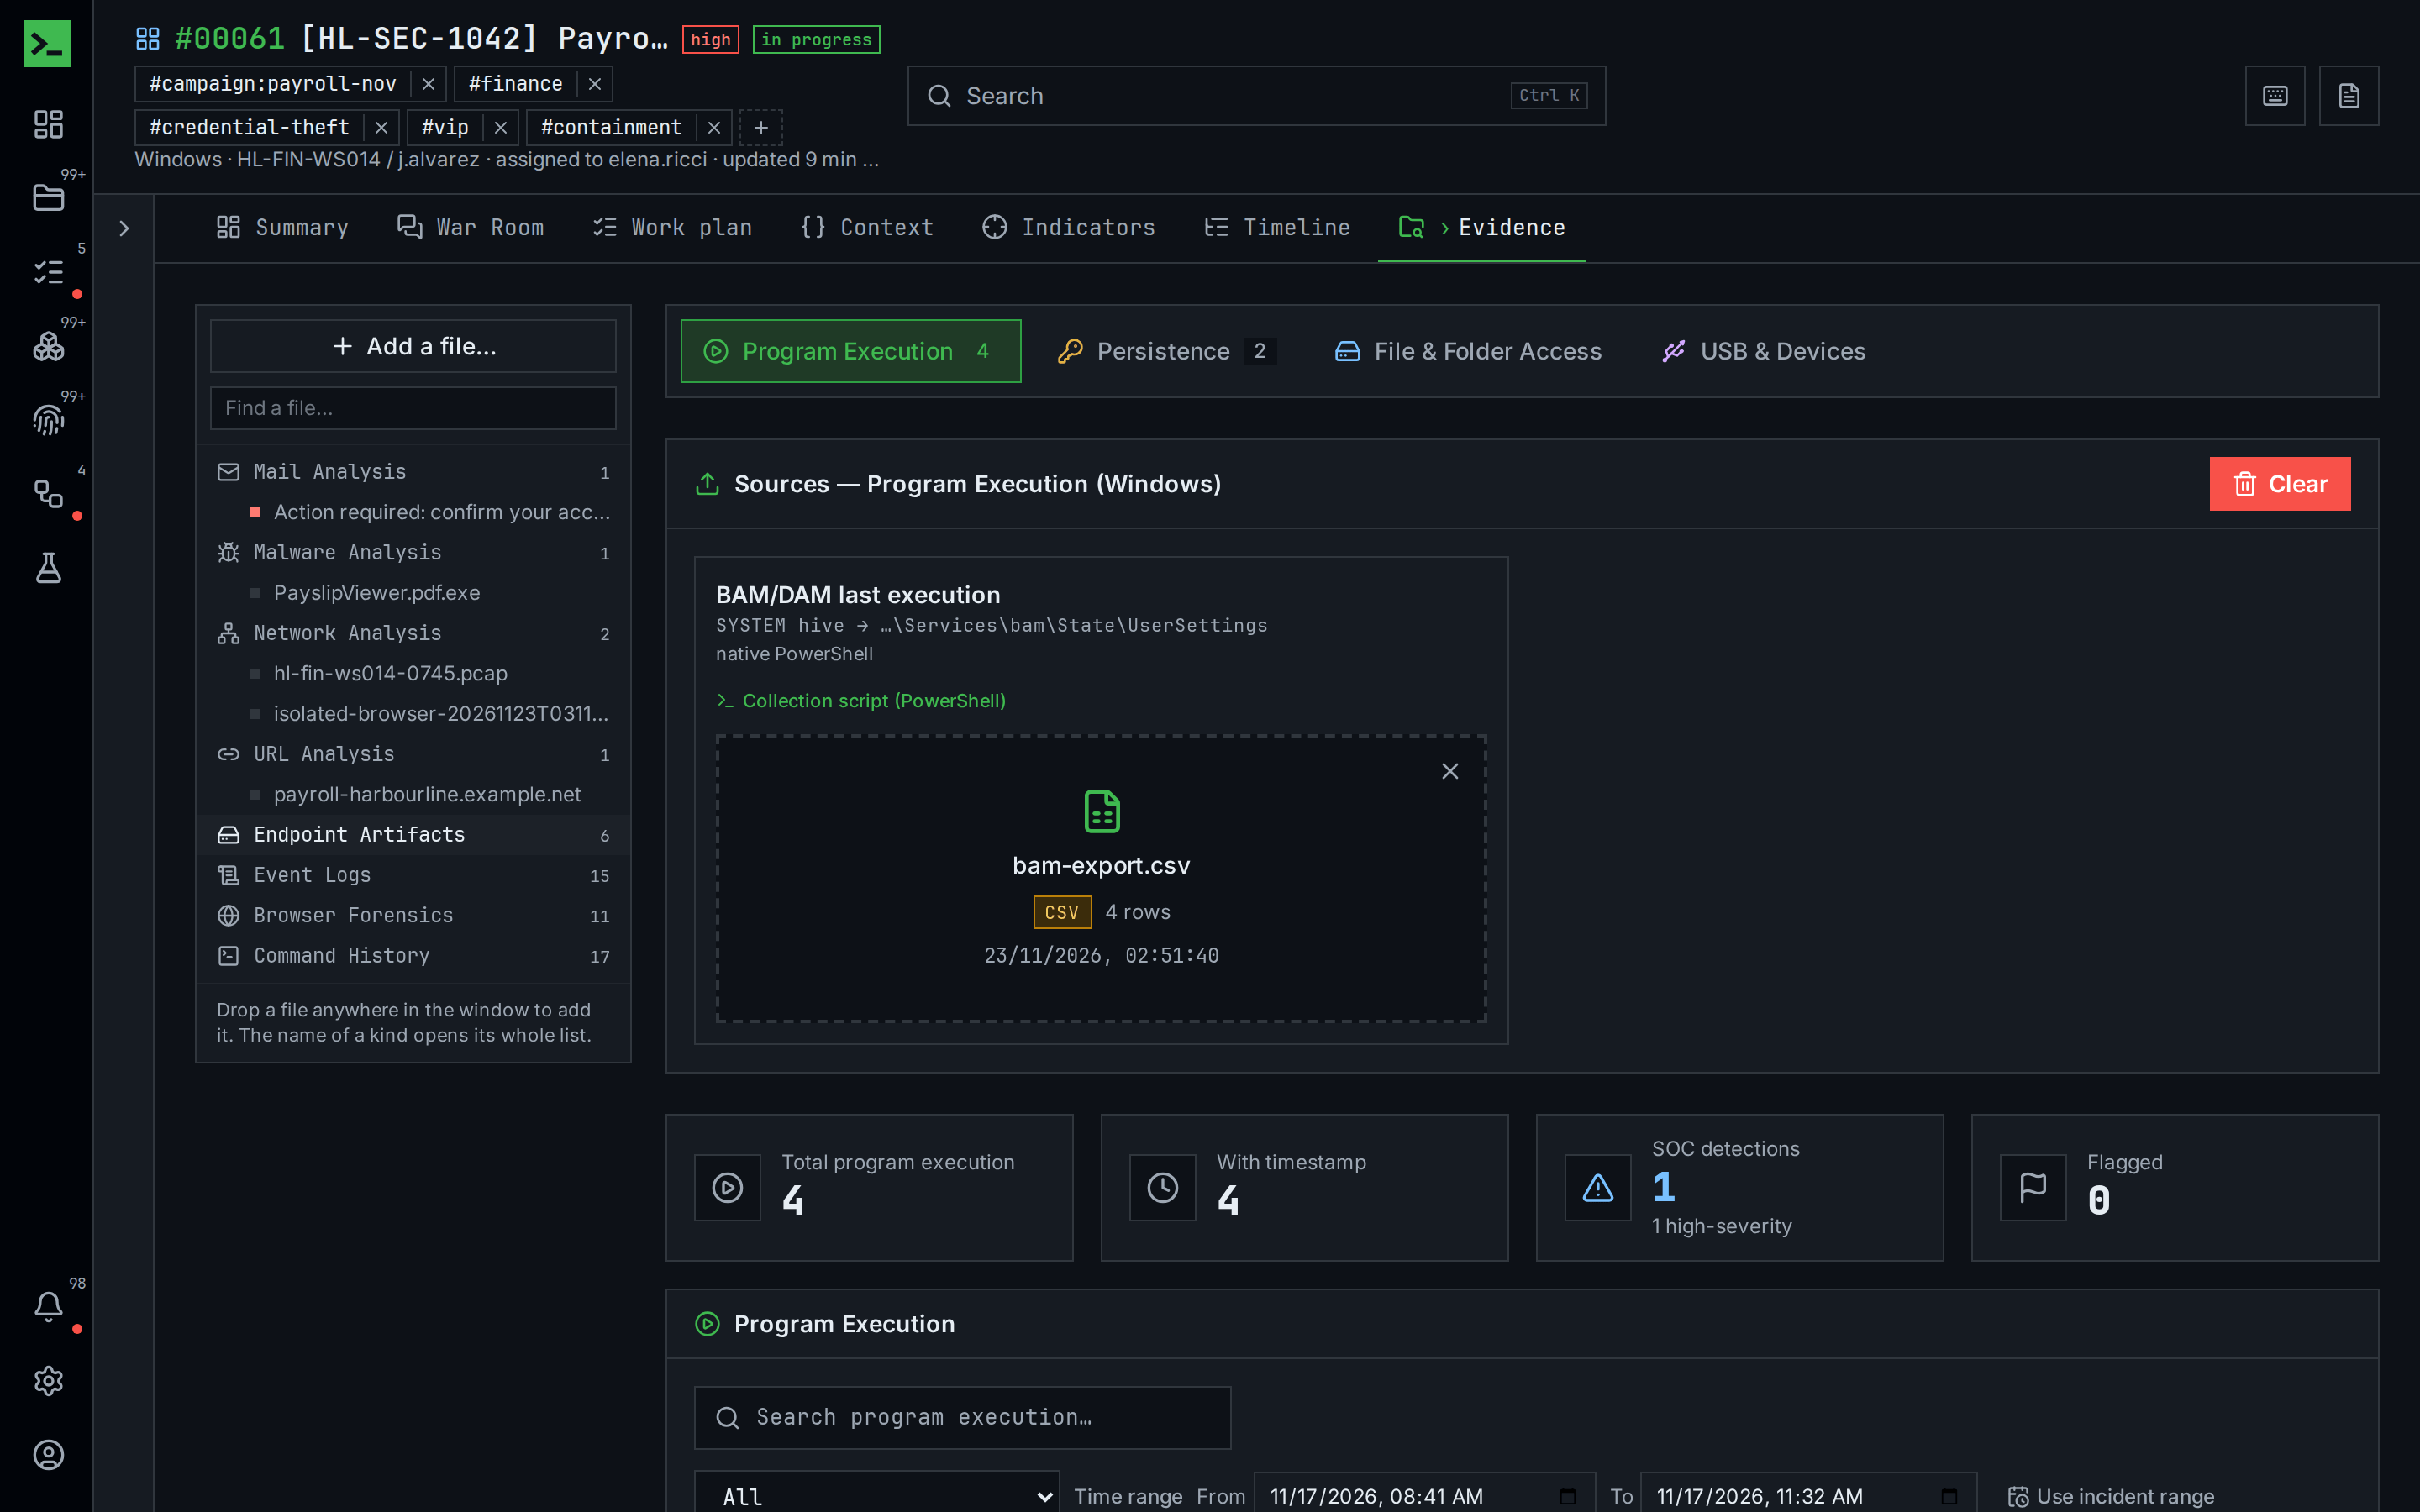 #00061 [HL-SEC-1042] Payro… high in progress
#campaign:payroll-nov #finance
#credential-theft #vip #containment
Windows · HL-FIN-WS014 / j.alvarez · assigned to elena.ricci · updated 9 min …
Search Ctrl K
99+
5
99+
99+
4
98
Summary War Room Work plan Context Indicators Timeline › Evidence
+ Add a file...
Find a file...
Mail Analysis 1
Action required: confirm your acc...
Malware Analysis 1
PayslipViewer.pdf.exe
Network Analysis 2
hl-fin-ws014-0745.pcap
isolated-browser-20261123T0311...
URL Analysis 1
payroll-harbourline.example.net
Endpoint Artifacts 6
Event Logs 15
Browser Forensics 11
Command History 17
Drop a file anywhere in the window to add
it. The name of a kind opens its whole list.
Program Execution 4 Persistence 2 File & Folder Access USB & Devices
Sources — Program Execution (Windows) Clear
BAM/DAM last execution
SYSTEM hive → …\Services\bam\State\UserSettings
native PowerShell
Collection script (PowerShell)
bam-export.csv
CSV 4 rows
23/11/2026, 02:51:40
Total program execution
4
With timestamp
4
SOC detections
1
1 high-severity
Flagged
0
Program Execution
Search program execution…
All Time range From 11/17/2026, 08:41 AM To 11/17/2026, 11:32 AM Use incident range